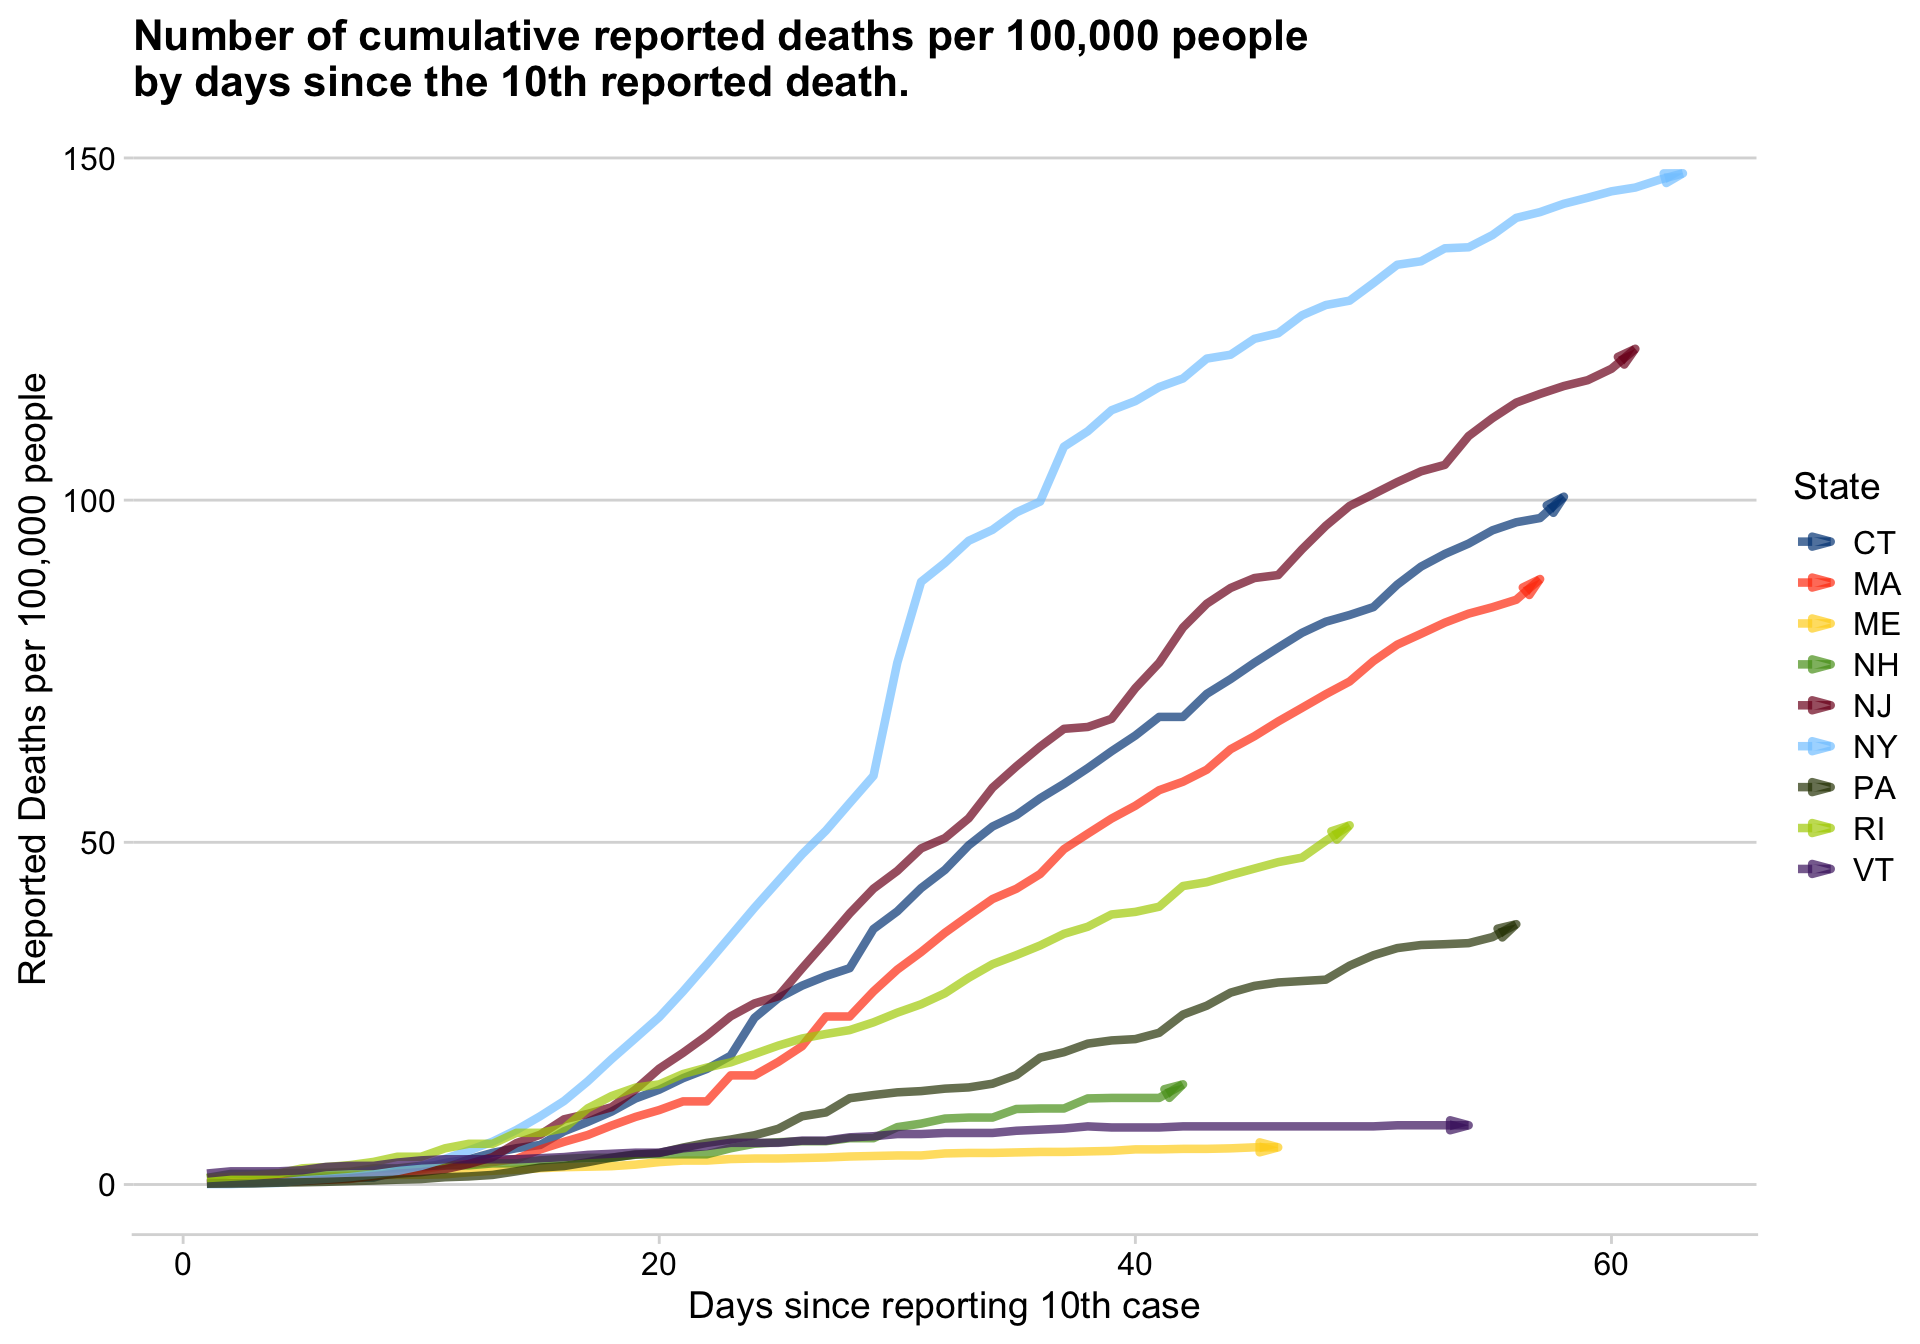 Number of cumulative reported deaths per 100,000 people
by days since the 10th reported death.
Reported Deaths per 100,000 people
150
100
50
0
0
20
40
60
Days since reporting 10th case
State
CT
MA
ME
NH
NJ
NY
PA
RI
VT